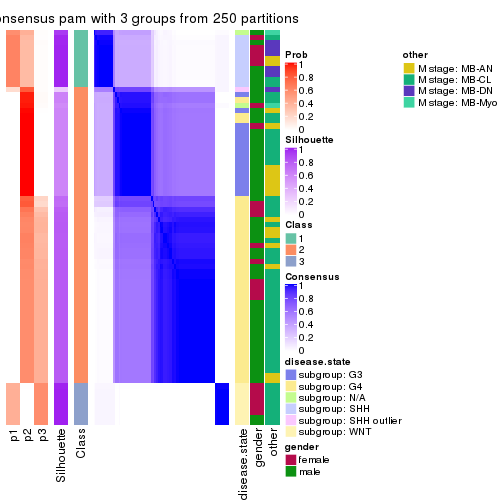 onsensus pam with 3 groups from 250 partitions
p1
p2
p3
Silhouette
Class
disease.state
gender
other
Prob
1
0.8
0.6
0.4
0.2
0
Silhouette
1
0.8
0.6
0.4
0.2
0
Class
1
2
3
Consensus
1
0.8
0.6
0.4
0.2
0
disease.state
subgroup: G3
subgroup: G4
subgroup: N/A
subgroup: SHH
subgroup: SHH outlier
subgroup: WNT
gender
female
male
other
M stage: MB-AN
M stage: MB-CL
M stage: MB-DN
M stage: MB-Myo